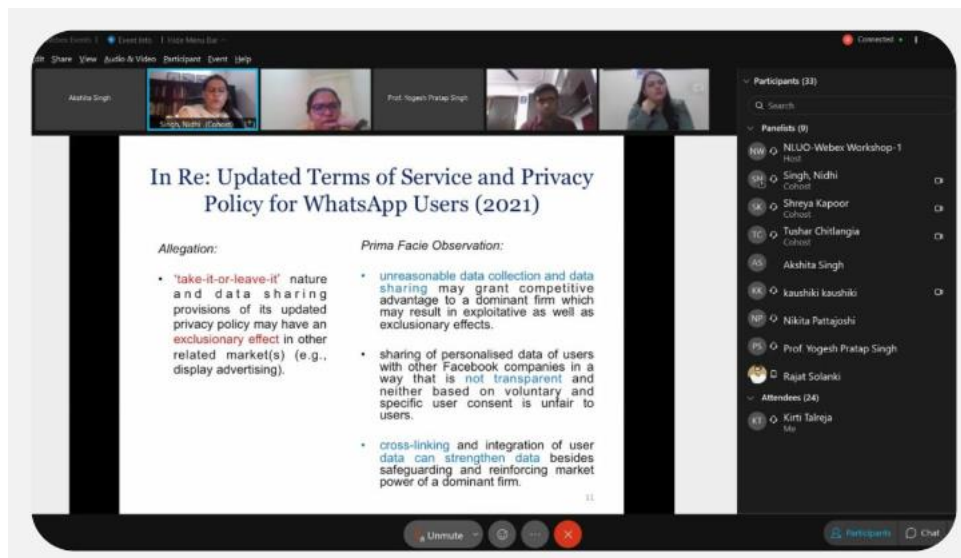 Event Info | Hide Menu Bar
Share View Audio & Video Participant Event Help
Connected
Akshita Singh
Singh, Nidhi (Cohost)
Prof. Yogesh Pratap Singh
In Re: Updated Terms of Service and Privacy
Policy for WhatsApp Users (2021)
Allegation:
• 'take-it-or-leave-it' nature
and data sharing
provisions of its updated
privacy policy may have an
exclusionary effect in other
related market(s) (e.g.,
display advertising).
Prima Facie Observation:
• unreasonable data collection and data
sharing may grant competitive
advantage to a dominant firm which
may result in exploitative as well as
exclusionary effects.
• sharing of personalised data of users
with other Facebook companies in a
way that is not transparent and
neither based on voluntary and
specific user consent is unfair to
users.
• cross-linking and integration of user
data can strengthen data besides
safeguarding and reinforcing market
power of a dominant firm.
11
Participants (33)
Search
Panelists (9)
NW NLUO-Webex Workshop-1
Host
SN Singh, Nidhi
Cohost
SK Shreya Kapoor
Cohost
TC Tushar Chitlangia
Cohost
AS Akshita Singh
KK kaushiki kaushiki
NP Nikita Pattajoshi
PS Prof. Yogesh Pratap Singh
Rajat Solanki
Attendees (24)
KT Kirti Talreja
Me
Unmute
Participants Chat